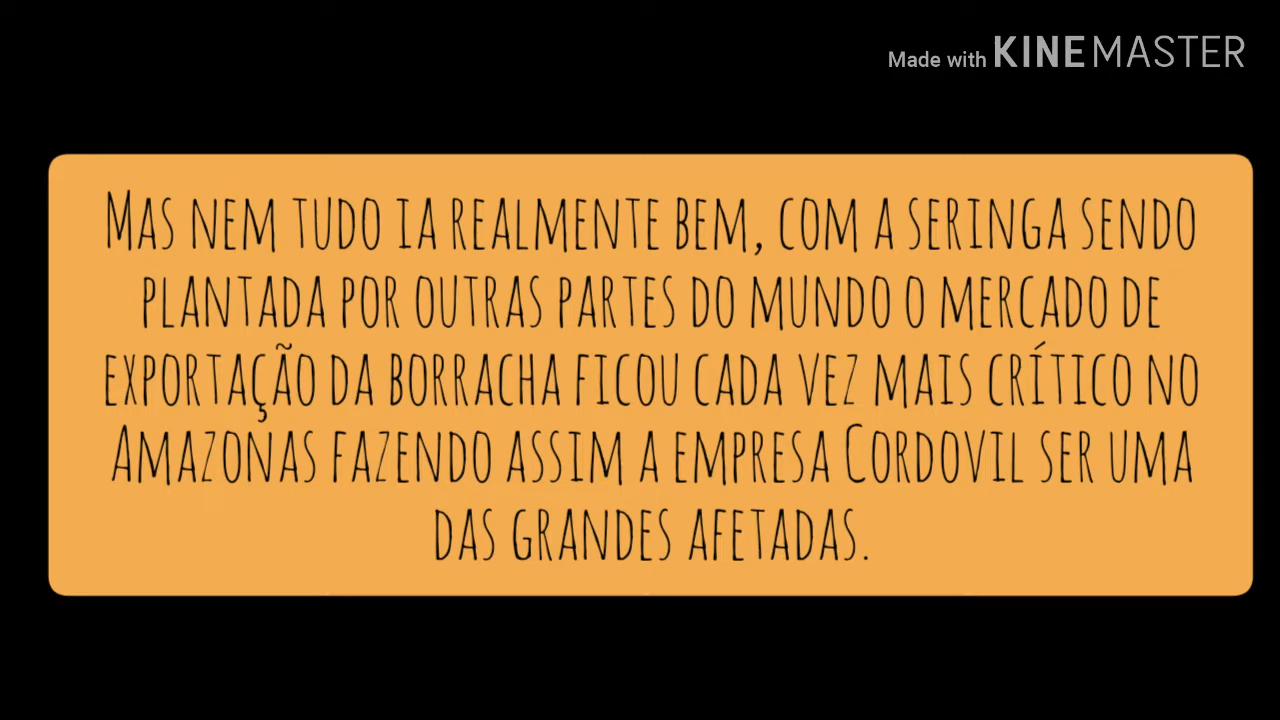 Made with KINEMASTER
Mas nem tudo ia realmente bem, com a seringa sendo
plantada por outras partes do mundo o mercado de
exportação da borracha ficou cada vez mais crítico no
Amazonas fazendo assim a empresa Cordovil ser uma
das grandes afetadas.